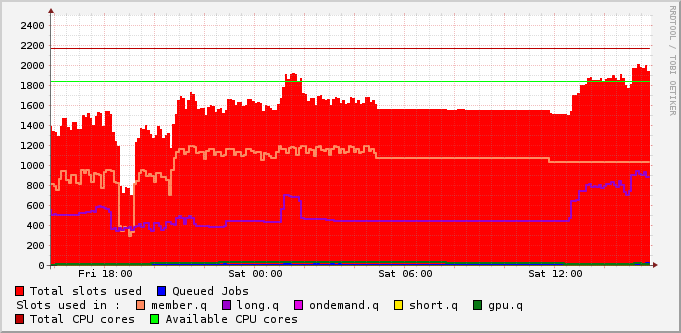 2400
2200
2000
1800
1600
1400
1200
1000
800
600
400
200
0
Fri 18:00 Sat 00:00 Sat 06:00 Sat 12:00
Total slots used Queued Jobs
Slots used in : member.q long.q ondemand.q short.q gpu.q
Total CPU cores Available CPU cores
RRDTOOL / TOBI OETIKER